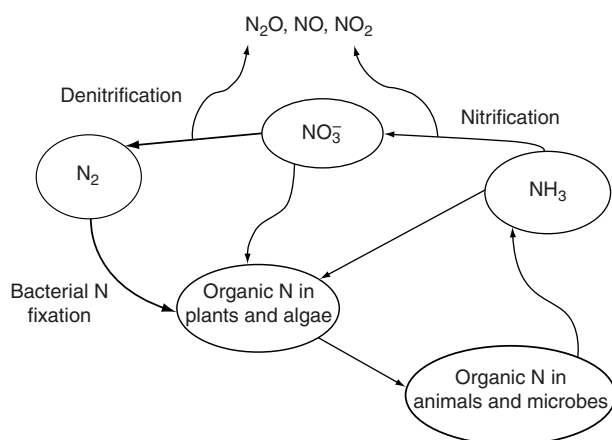 N₂O, NO, NO₂
Denitrification
Nitrification
NO₃⁻
N₂
NH₃
Bacterial N
fixation
Organic N in
plants and algae
Organic N in
animals and microbes